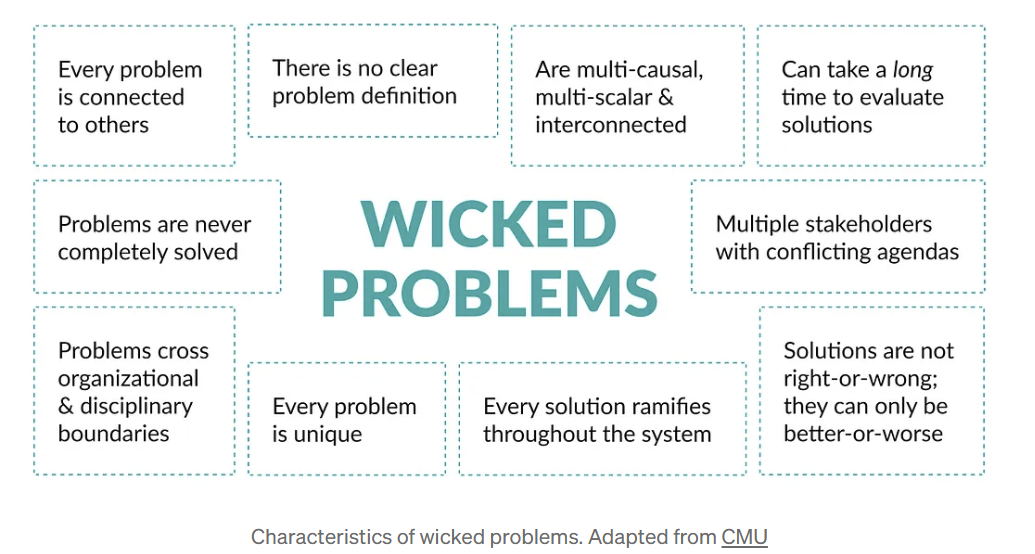 Every problem
is connected
to others
There is no clear
problem definition
Are multi-causal,
multi-scalar &
interconnected
Can take a long
time to evaluate
solutions
Problems are never
completely solved
WICKED
PROBLEMS
Multiple stakeholders
with conflicting agendas
Problems cross
organizational
& disciplinary
boundaries
Every problem
is unique
Every solution ramifies
throughout the system
Solutions are not
right-or-wrong;
they can only be
better-or-worse
Characteristics of wicked problems. Adapted from CMU